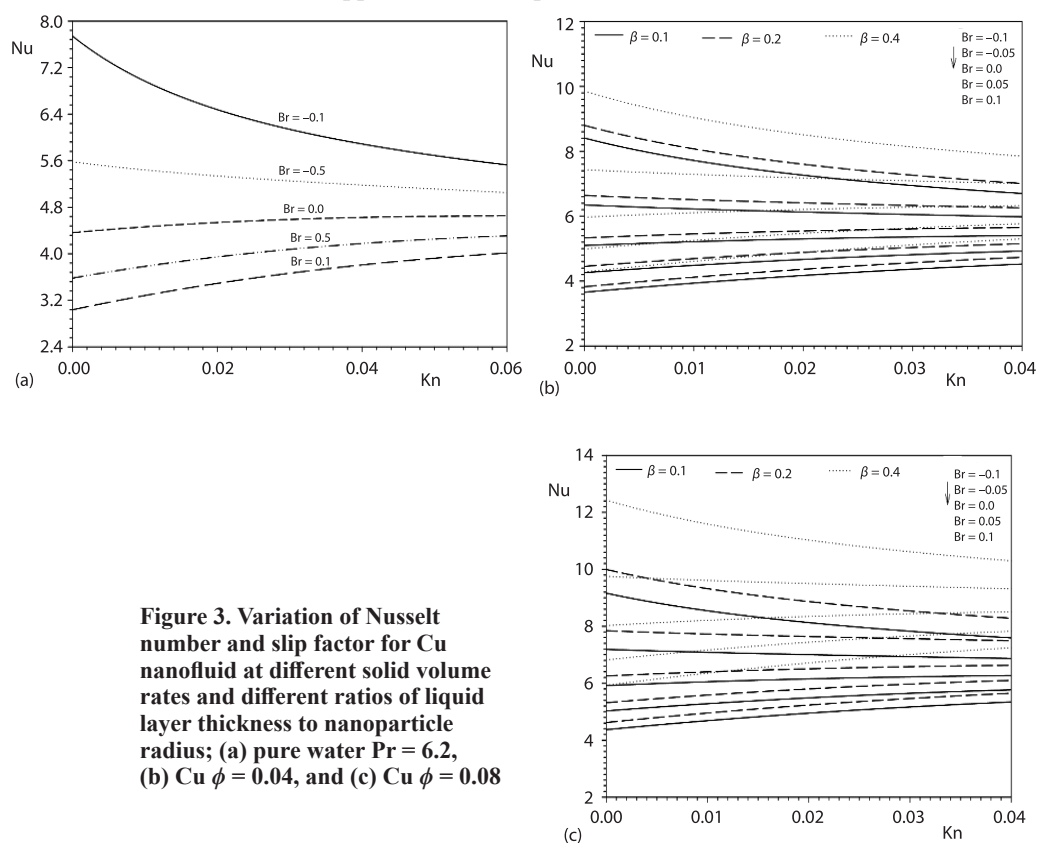 8.0
Nu
7.2
6.4
5.6
4.8
4.0
3.2
2.4
Br = –0.1
Br = –0.5
Br = 0.0
Br = 0.5
Br = 0.1
0.00 0.02 0.04 0.06
(a) Kn
12
Nu
10
8
6
4
2
β = 0.1 β = 0.2 β = 0.4
Br = –0.1
Br = –0.05
Br = 0.0
Br = 0.05
Br = 0.1
0.00 0.01 0.02 0.03 0.04
(b) Kn
14
Nu
12
10
8
6
4
2
β = 0.1 β = 0.2 β = 0.4
Br = –0.1
Br = –0.05
Br = 0.0
Br = 0.05
Br = 0.1
0.00 0.01 0.02 0.03 0.04
(c) Kn
Figure 3. Variation of Nusselt
number and slip factor for Cu
nanofluid at different solid volume
rates and different ratios of liquid
layer thickness to nanoparticle
radius; (a) pure water Pr = 6.2,
(b) Cu ϕ = 0.04, and (c) Cu ϕ = 0.08